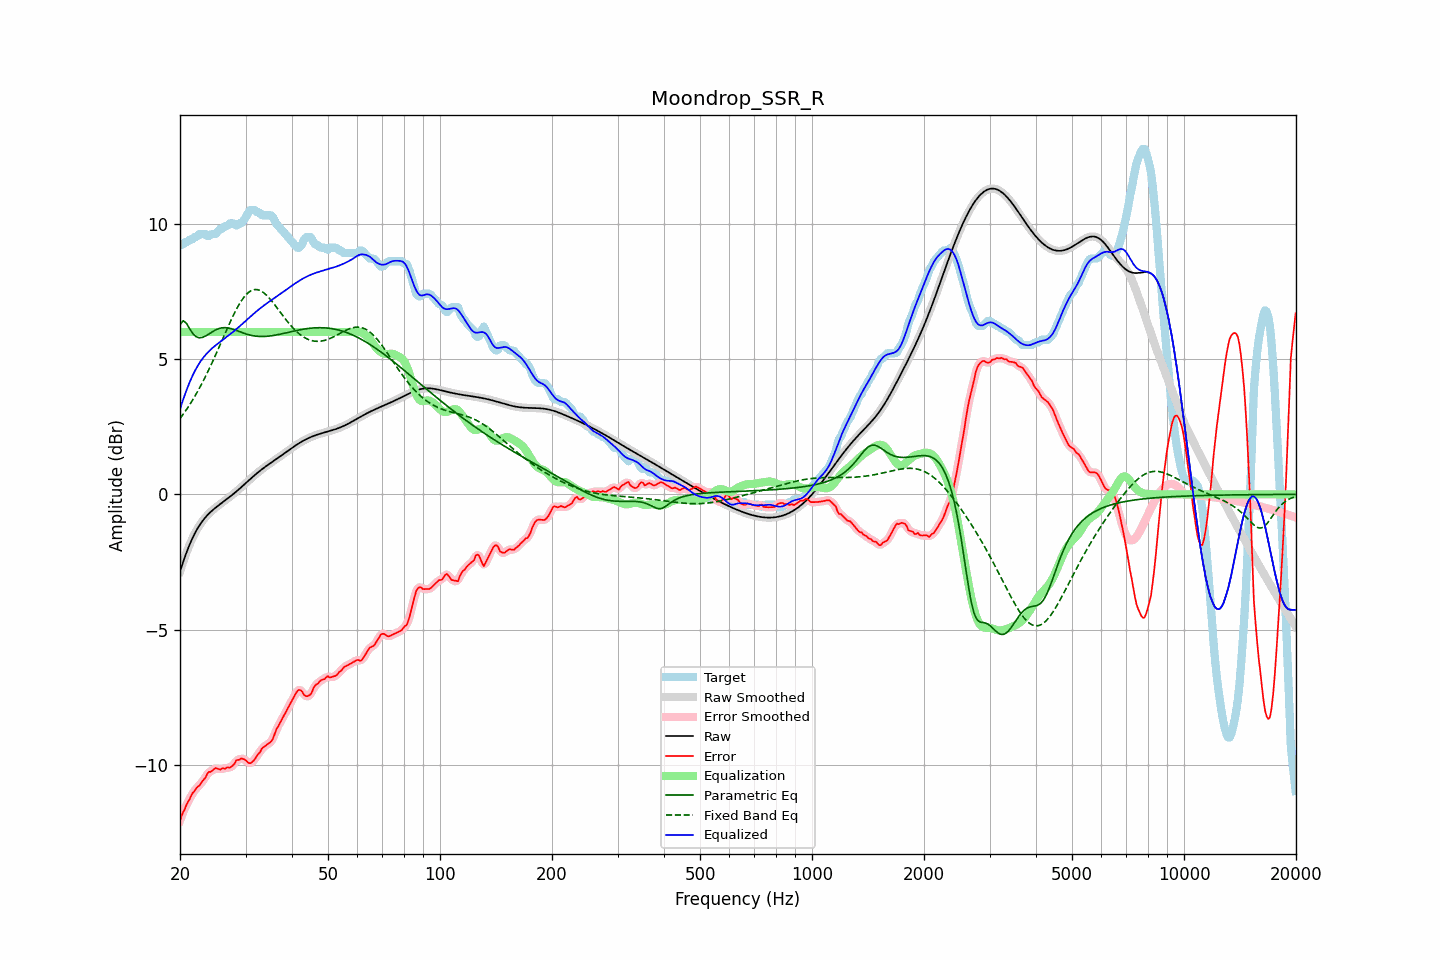 Moondrop_SSR_R
Amplitude (dBr)
10
5
0
−5
−10
Target
Raw Smoothed
Error Smoothed
Raw
Error
Equalization
Parametric Eq
Fixed Band Eq
Equalized
20 50 100 200 500 1000 2000 5000 10000 20000
Frequency (Hz)